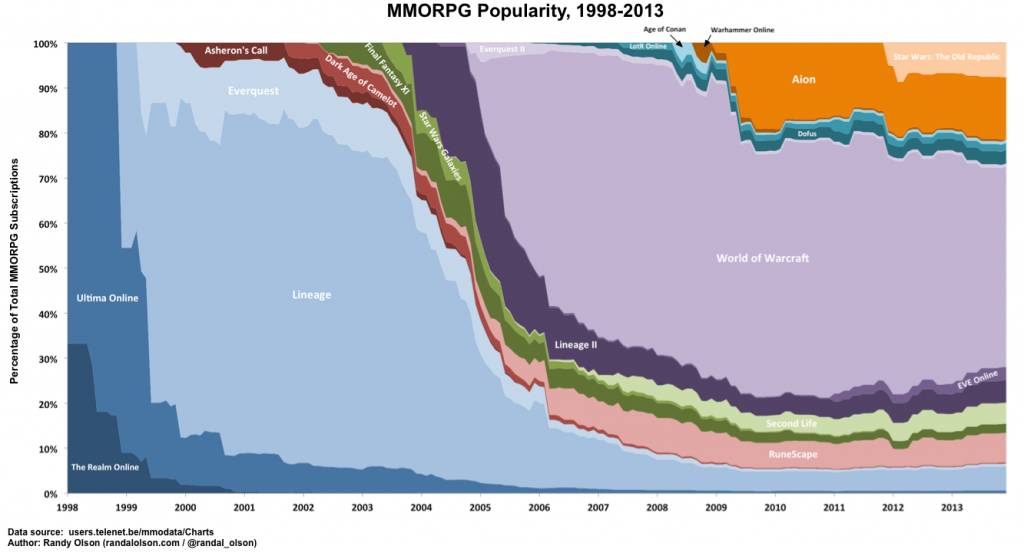 MMORPG Popularity, 1998-2013
Percentage of Total MMORPG Subscriptions
100%
90%
80%
70%
60%
50%
40%
30%
20%
10%
0%
Age of Conan
Warhammer Online
Asheron's Call
Final Fantasy XI
Everquest II
LotR Online
Star Wars: The Old Republic
Dark Age of Camelot
Everquest
Aion
Star Wars Galaxies
Dofus
World of Warcraft
Ultima Online
Lineage
Lineage II
EVE Online
Second Life
RuneScape
The Realm Online
1998 1999 2000 2001 2002 2003 2004 2005 2006 2007 2008 2009 2010 2011 2012 2013
Data source: users.telenet.be/mmodata/Charts
Author: Randy Olson (randalolson.com / @randal_olson)